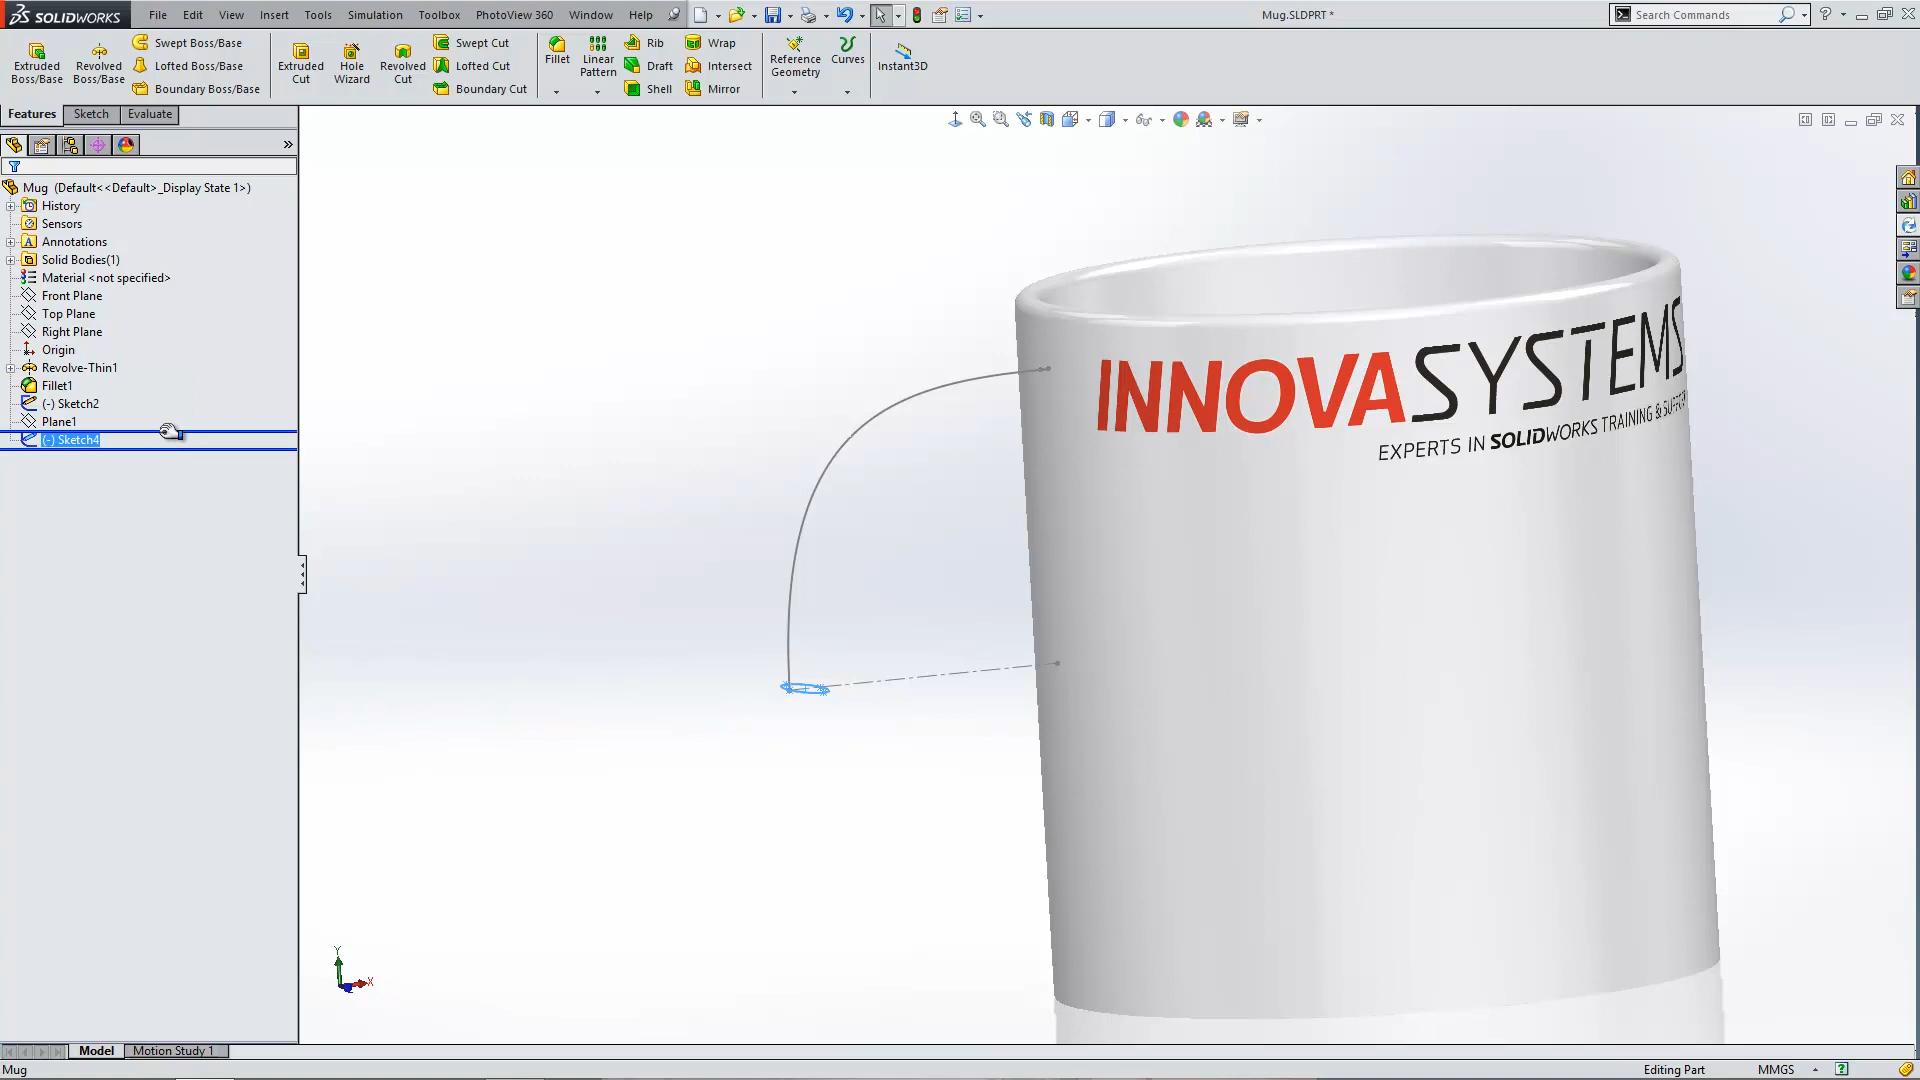 SOLIDWORKS File Edit View Insert Tools Simulation Toolbox PhotoView 360 Window Help Mug.SLDPRT * Search Commands
Extruded Boss/Base
Revolved Boss/Base
Swept Boss/Base
Lofted Boss/Base
Boundary Boss/Base
Extruded Cut
Hole Wizard
Revolved Cut
Swept Cut
Lofted Cut
Boundary Cut
Fillet
Linear Pattern
Rib
Draft
Shell
Wrap
Intersect
Mirror
Reference Geometry
Curves
Instant3D
Features Sketch Evaluate
Mug (Default<<Default>_Display State 1>)
History
Sensors
Annotations
Solid Bodies(1)
Material <not specified>
Front Plane
Top Plane
Right Plane
Origin
Revolve-Thin1
Fillet1
(-) Sketch2
Plane1
(-) Sketch4
INNOVASYSTEMS
EXPERTS IN SOLIDWORKS TRAINING &
Y
X
Model Motion Study 1
Mug Editing Part MMGS